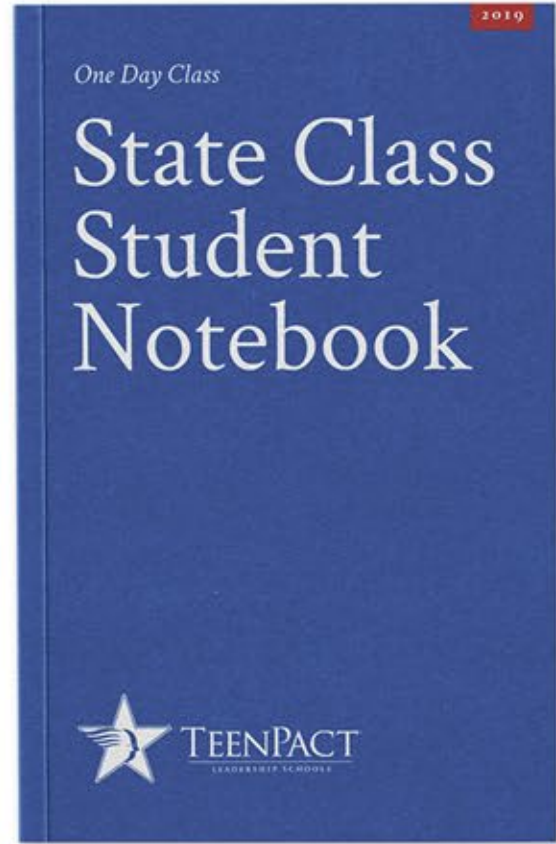 2019
One Day Class
State Class
Student
Notebook
TEENPACT
LEADERSHIP SCHOOLS